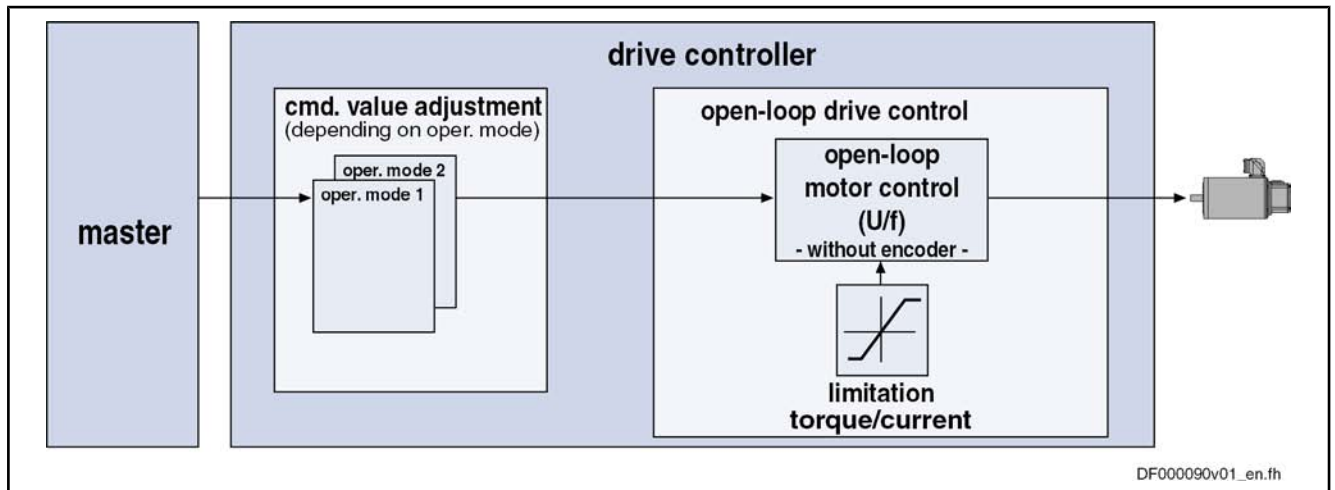 drive controller
master
cmd. value adjustment
(depending on oper. mode)
oper. mode 2
oper. mode 1
open-loop drive control
open-loop
motor control
(U/f)
- without encoder -
limitation
torque/current
DF000090v01_en.fh